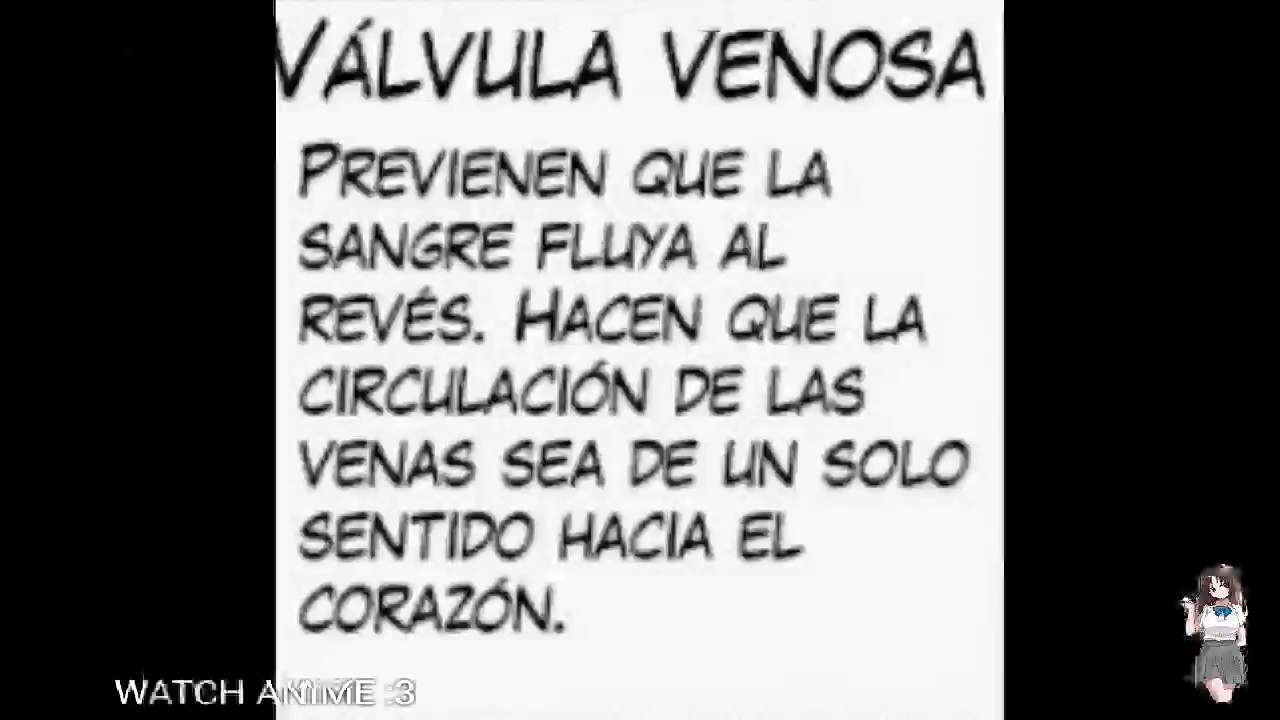 VÁLVULA VENOSA
PREVIENEN QUE LA
SANGRE FLUYA AL
REVÉS. HACEN QUE LA
CIRCULACIÓN DE LAS
VENAS SEA DE UN SOLO
SENTIDO HACIA EL
CORAZÓN.
WATCH ANIME :3